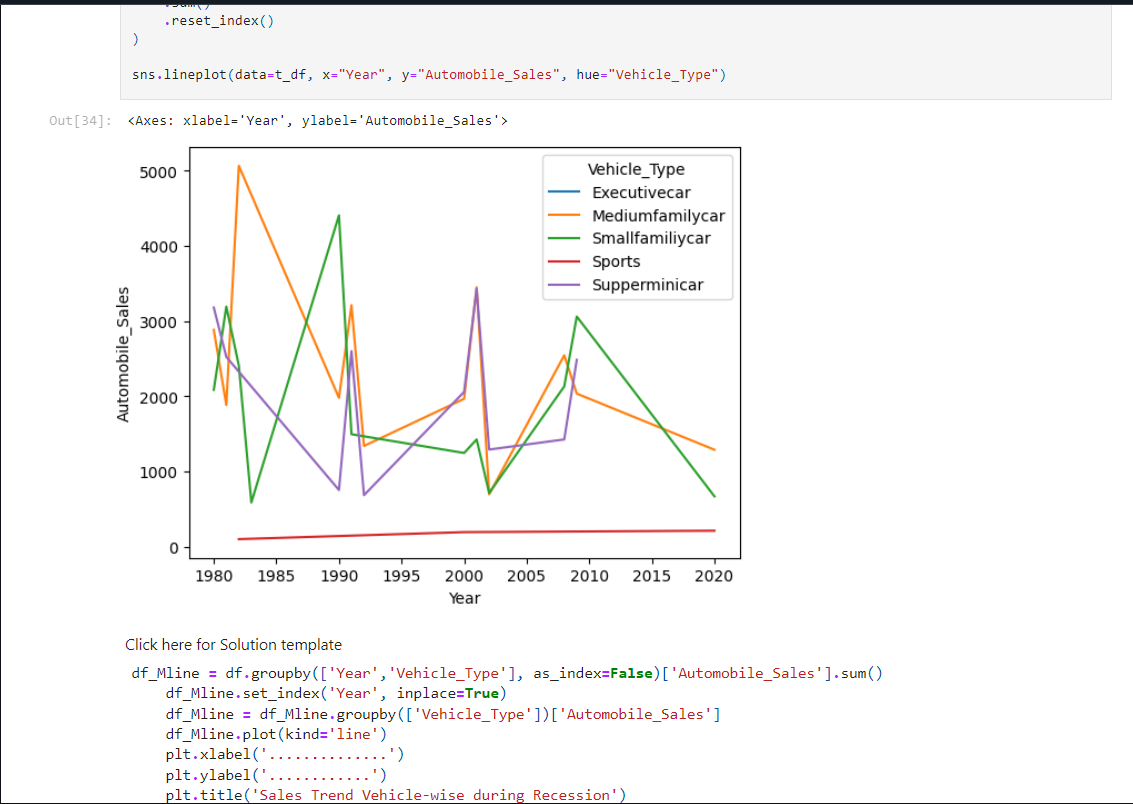 .sum()
.reset_index()
)
sns.lineplot(data=t_df, x="Year", y="Automobile_Sales", hue="Vehicle_Type")
Out[34]: <Axes: xlabel='Year', ylabel='Automobile_Sales'>
Vehicle_Type
Executivecar
Mediumfamilycar
Smallfamiliycar
Sports
Supperminicar
5000
4000
3000
2000
1000
0
Automobile_Sales
1980 1985 1990 1995 2000 2005 2010 2015 2020
Year
Click here for Solution template
df_Mline = df.groupby(['Year','Vehicle_Type'], as_index=False)['Automobile_Sales'].sum()
df_Mline.set_index('Year', inplace=True)
df_Mline = df_Mline.groupby(['Vehicle_Type'])['Automobile_Sales']
df_Mline.plot(kind='line')
plt.xlabel('..............')
plt.ylabel('............')
plt.title('Sales Trend Vehicle-wise during Recession')